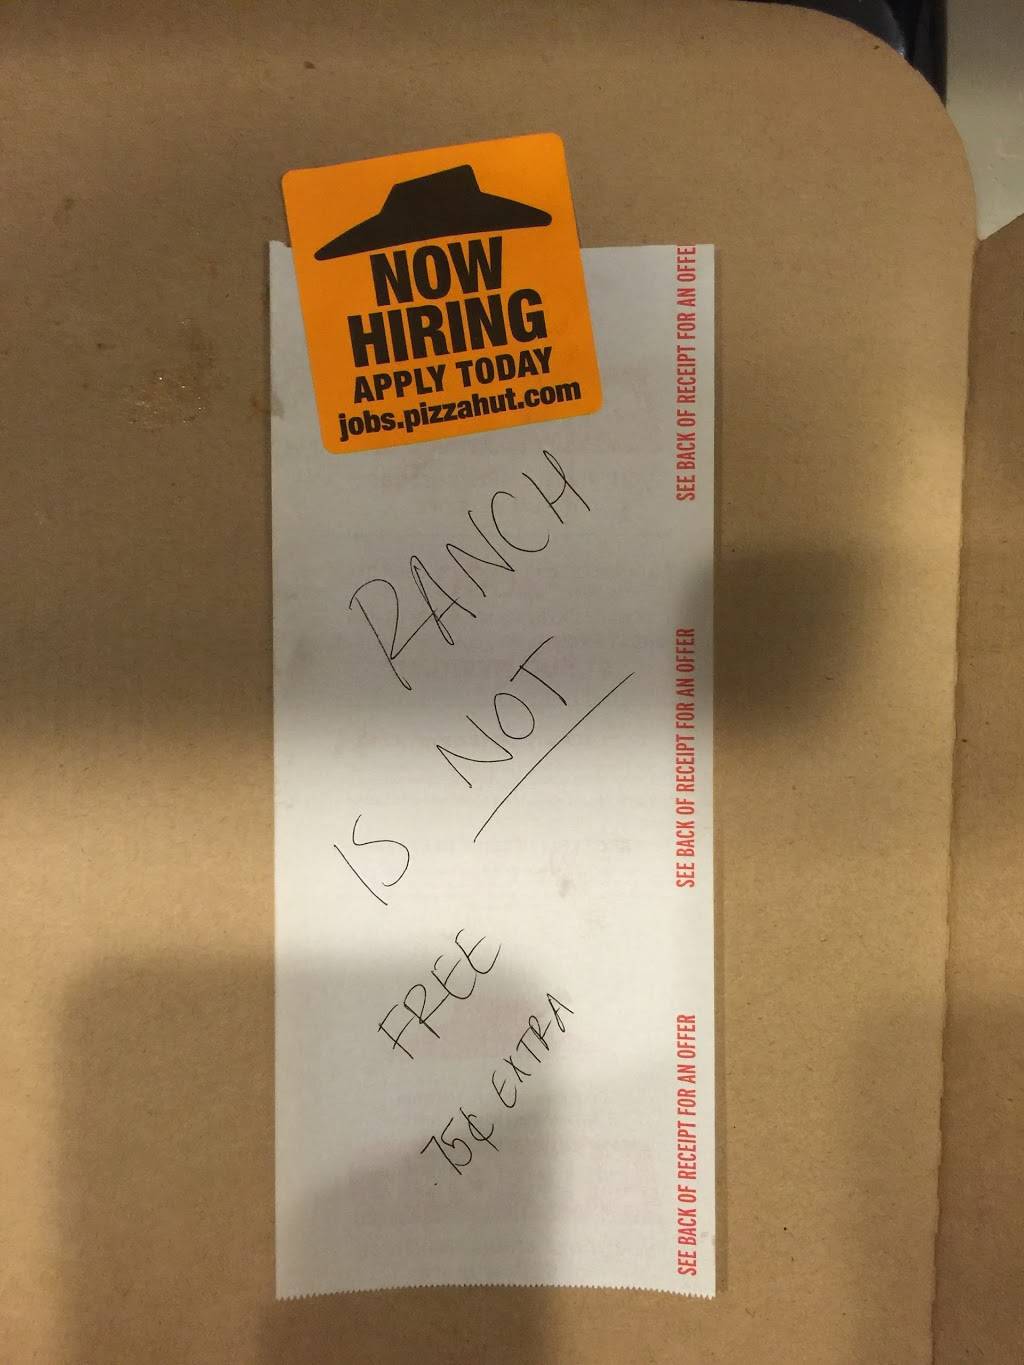 NOW
HIRING
APPLY TODAY
jobs.pizzahut.com
RANCH
IS NOT
FREE
.75¢ EXTRA
SEE BACK OF RECEIPT FOR AN OFFE
SEE BACK OF RECEIPT FOR AN OFFER
SEE BACK OF RECEIPT FOR AN OFFER